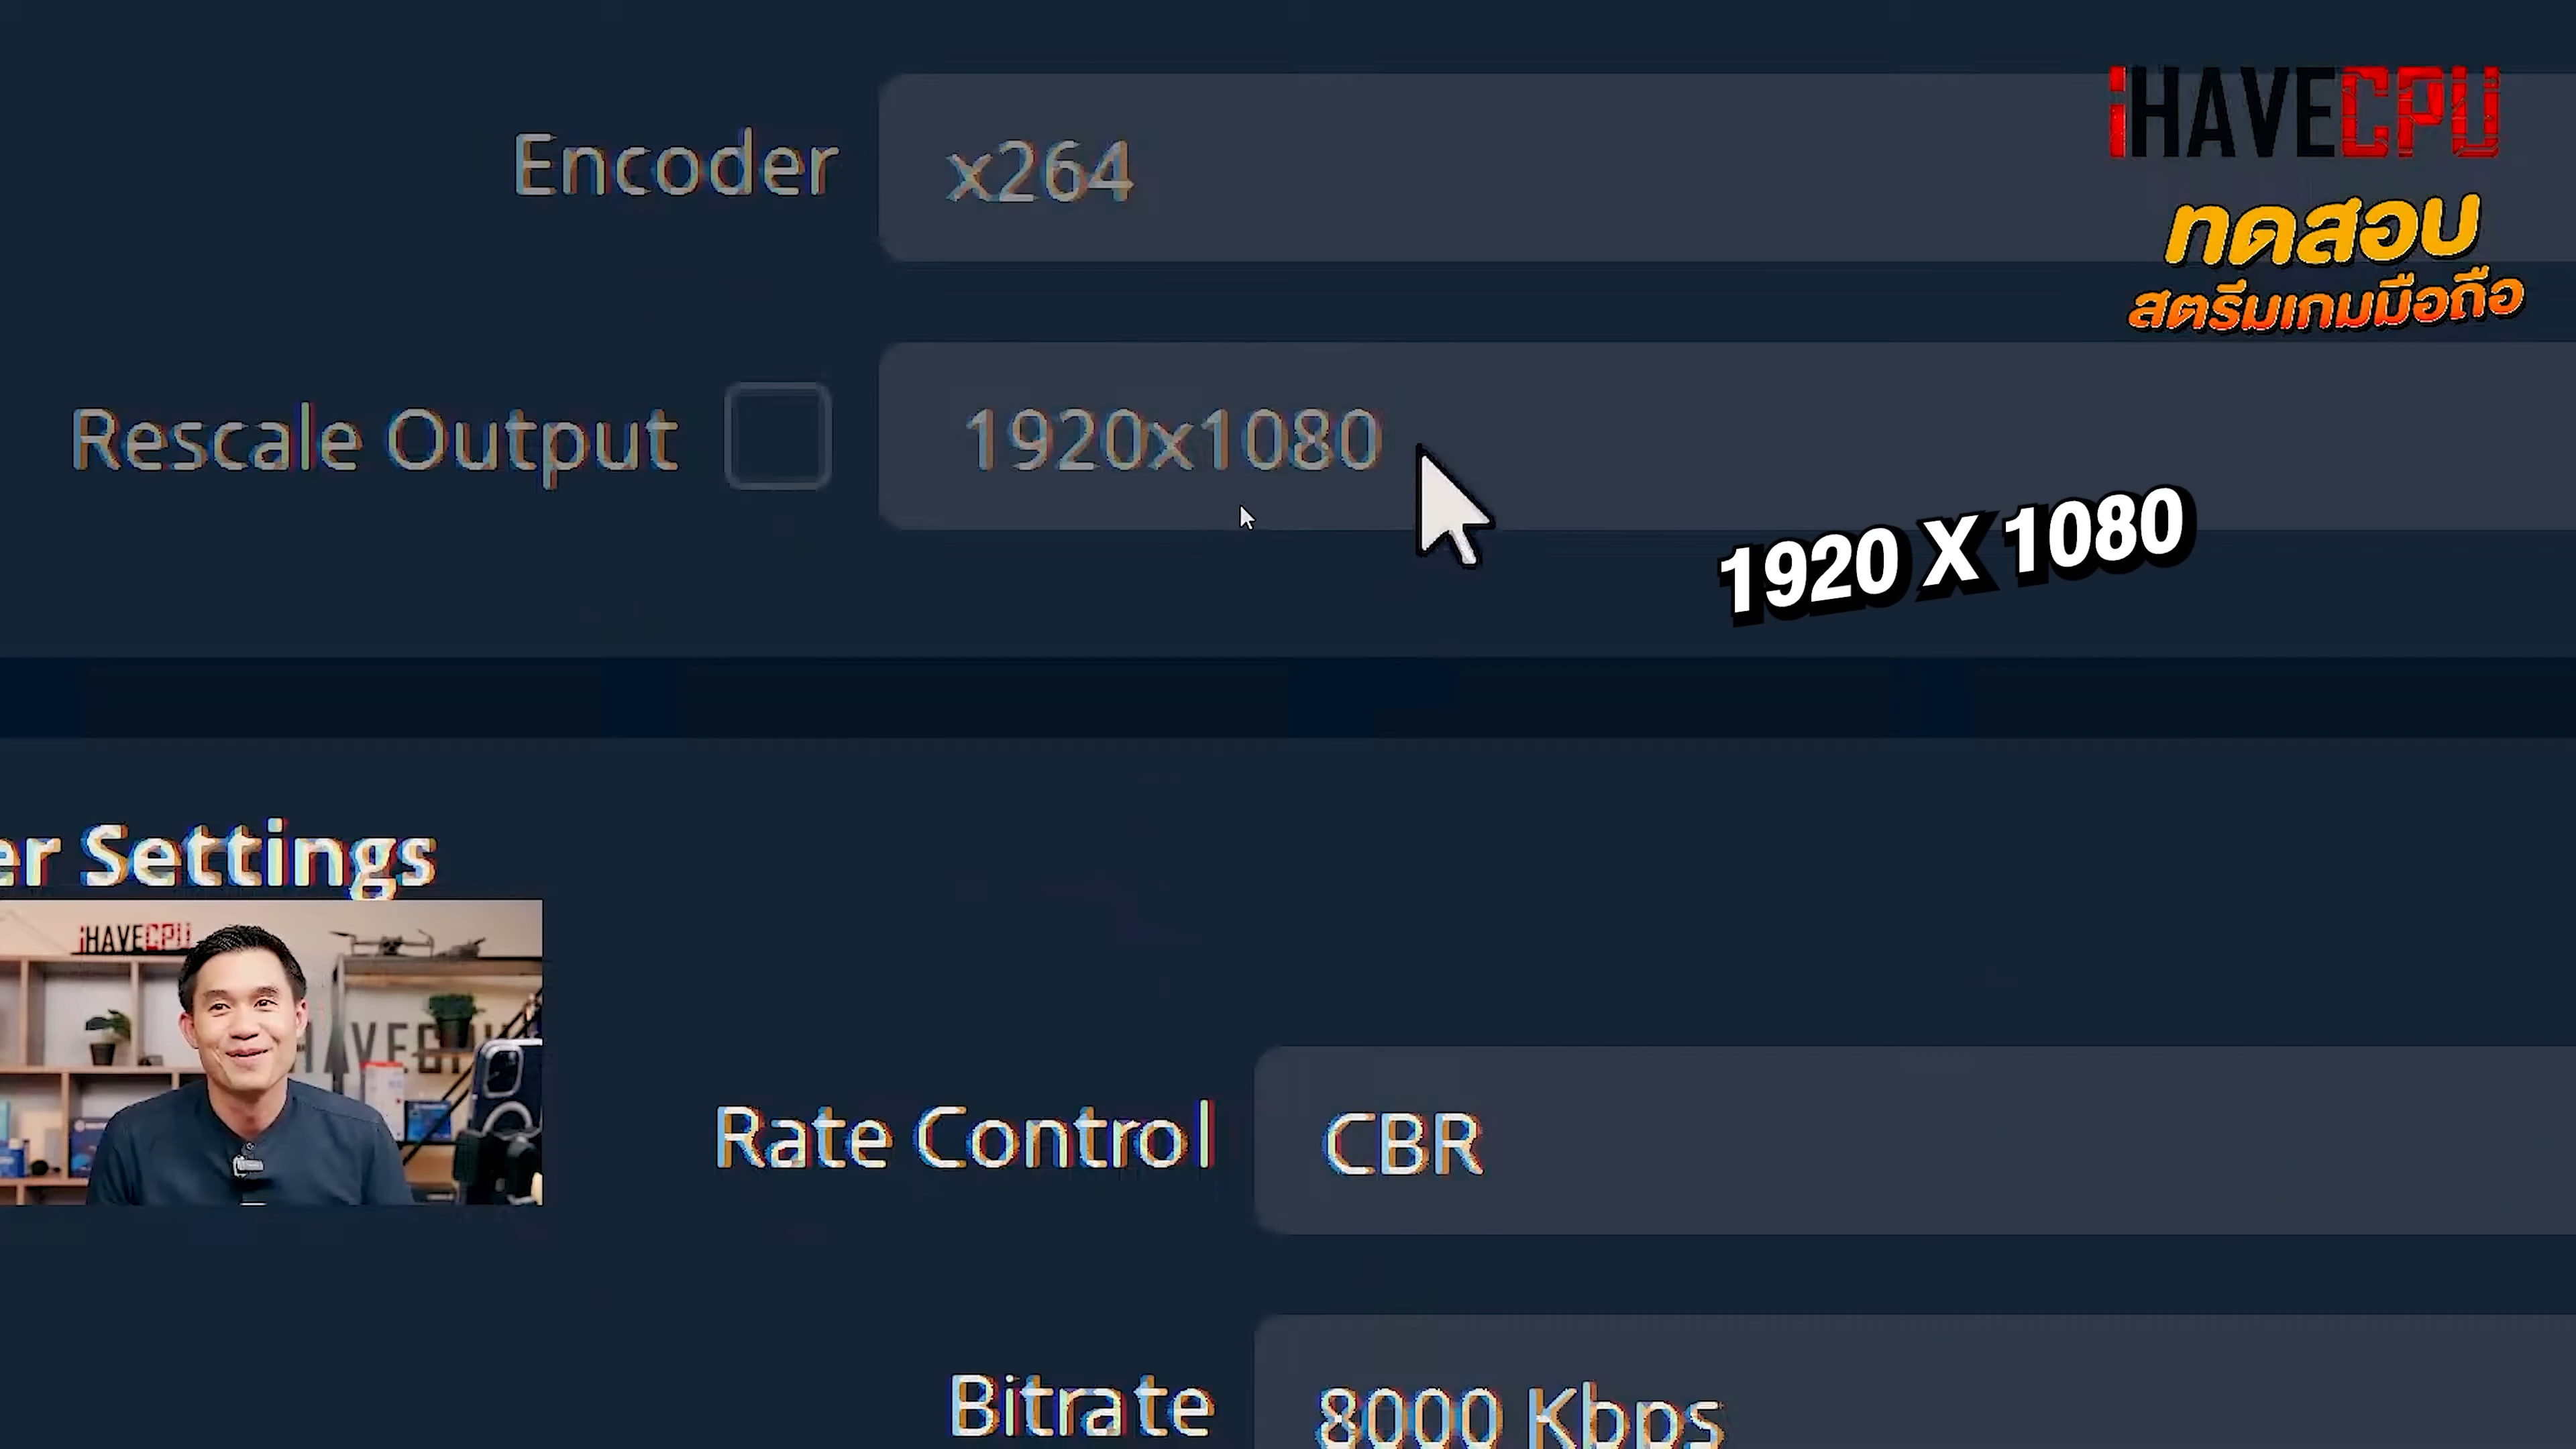 iHAVECPU
ทดสอบ
สตรีมเกมมือถือ
Encoder
x264
Rescale Output
1920x1080
1920 X 1080
er Settings
iHAVECPU
Rate Control
CBR
Bitrate
8000 Kbps